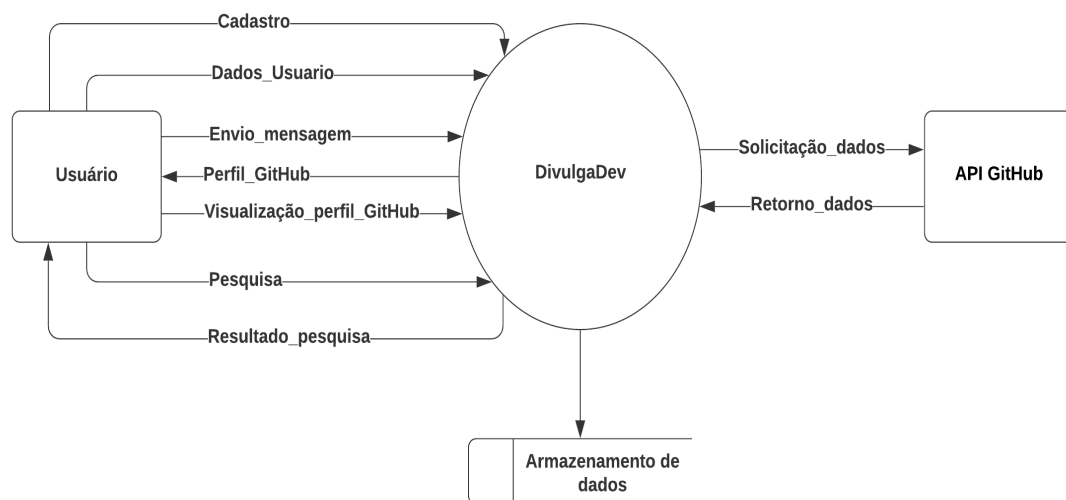 Cadastro
Dados_Usuario
Envio_mensagem
Perfil_GitHub
Visualização_perfil_GitHub
Pesquisa
Resultado_pesquisa
Usuário
DivulgaDev
Solicitação_dados
Retorno_dados
API GitHub
Armazenamento de
dados